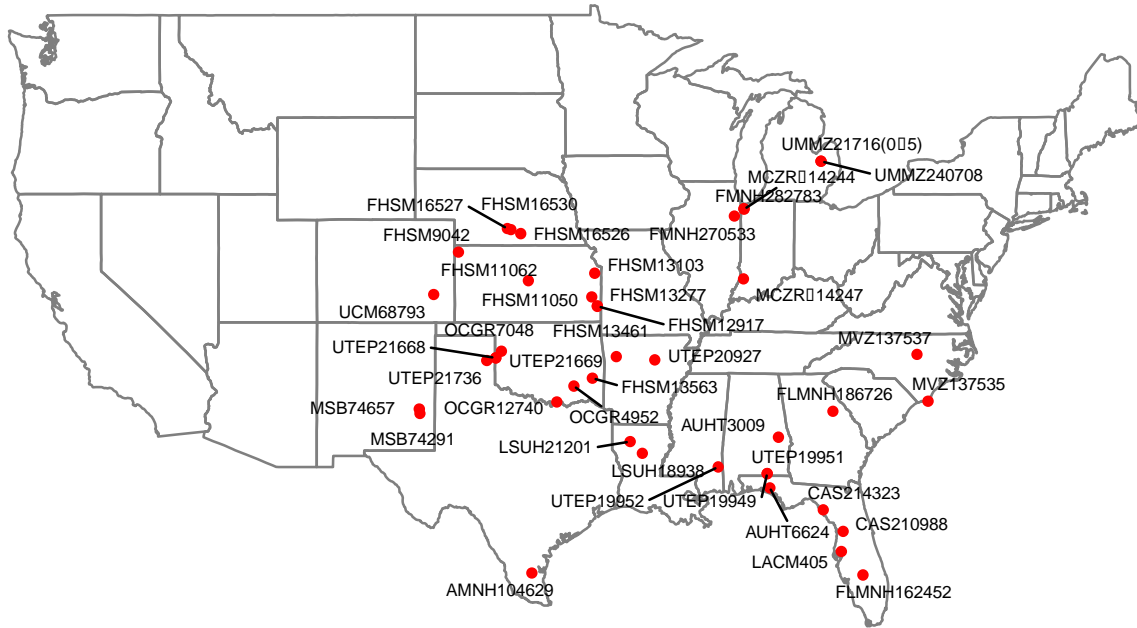 UMMZ21716(0▯5)
MCZR▯14244
UMMZ240708
FMNH282783
FHSM16527
FHSM16530
FHSM9042
FHSM16526
FMNH270533
FHSM11062
FHSM13103
FHSM11050
FHSM13277
MCZR▯14247
UCM68793
FHSM12917
OCGR7048
FHSM13461
MVZ137537
UTEP21668
UTEP21669
UTEP20927
UTEP21736
FHSM13563
MVZ137535
FLMNH186726
MSB74657
OCGR12740
OCGR4952
AUHT3009
MSB74291
LSUH21201
UTEP19951
LSUH18938
UTEP19952
UTEP19949
CAS214323
AUHT6624
CAS210988
LACM405
AMNH104629
FLMNH162452